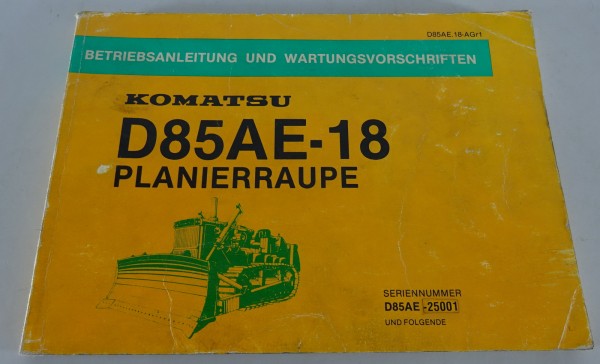 D85AE.18-AGr1
BETRIEBSANLEITUNG UND WARTUNGSVORSCHRIFTEN
KOMATSU
D85AE-18
PLANIERRAUPE
SERIENNUMMER
D85AE -25001
UND FOLGENDE